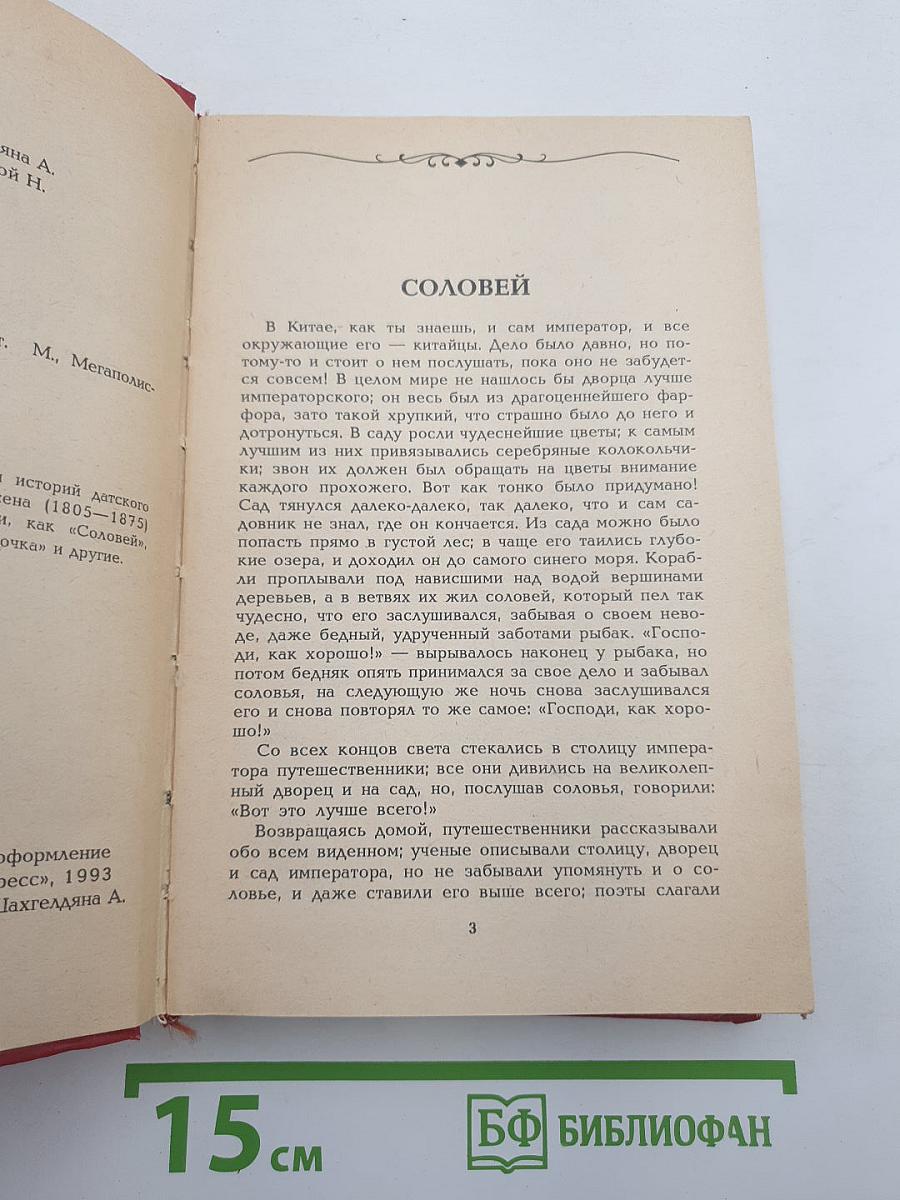 яна А.
ой Н.
т. М., Мегаполис-
и историй датского
сена (1805—1875)
и, как «Соловей»,
очка» и другие.
оформление
ресс», 1993
Шахгелдяна А.
СОЛОВЕЙ
В Китае, как ты знаешь, и сам император, и все
окружающие его — китайцы. Дело было давно, но по-
тому-то и стоит о нем послушать, пока оно не забудет-
ся совсем! В целом мире не нашлось бы дворца лучше
императорского; он весь был из драгоценнейшего фар-
фора, зато такой хрупкий, что страшно было до него и
дотронуться. В саду росли чудеснейшие цветы; к самым
лучшим из них привязывались серебряные колокольчи-
ки; звон их должен был обращать на цветы внимание
каждого прохожего. Вот как тонко было придумано!
Сад тянулся далеко-далеко, так далеко, что и сам са-
довник не знал, где он кончается. Из сада можно было
попасть прямо в густой лес; в чаще его таились глубо-
кие озера, и доходил он до самого синего моря. Кораб-
ли проплывали под нависшими над водой вершинами
деревьев, а в ветвях их жил соловей, который пел так
чудесно, что его заслушивался, забывая о своем нево-
де, даже бедный, удрученный заботами рыбак. «Госпо-
ди, как хорошо!» — вырывалось наконец у рыбака, но
потом бедняк опять принимался за свое дело и забывал
соловья, на следующую же ночь снова заслушивался
его и снова повторял то же самое: «Господи, как хоро-
шо!»
Со всех концов света стекались в столицу импера-
тора путешественники; все они дивились на великолеп-
ный дворец и на сад, но, послушав соловья, говорили:
«Вот это лучше всего!»
Возвращаясь домой, путешественники рассказывали
обо всем виденном; ученые описывали столицу, дворец
и сад императора, но не забывали упомянуть и о со-
ловье, и даже ставили его выше всего; поэты слагали
3
15 см
БФ БИБЛИОФАН